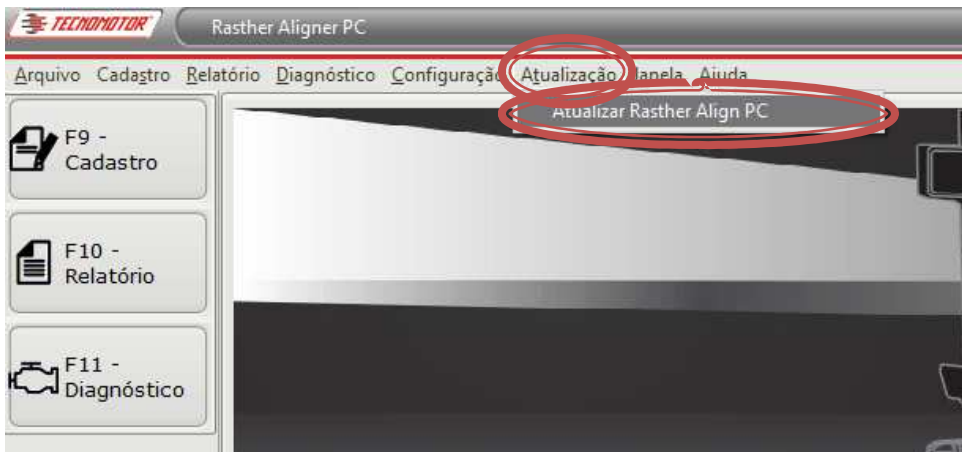 TECNOMOTOR
Rasther Aligner PC
Arquivo Cadastro Relatório Diagnóstico Configuração Atualização Janela Ajuda
Atualizar Rasther Align PC
F9 -
Cadastro
F10 -
Relatório
F11 -
Diagnóstico